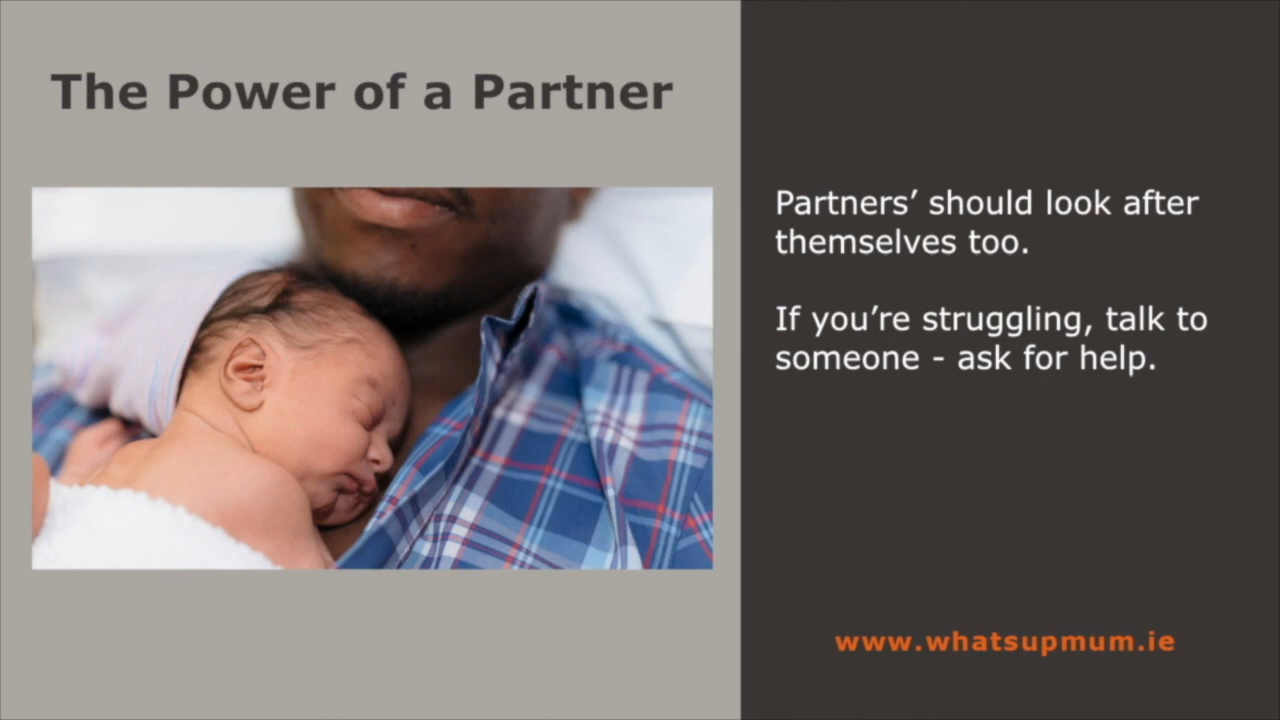 The Power of a Partner
Partners’ should look after
themselves too.
If you’re struggling, talk to
someone - ask for help.
www.whatsupmum.ie